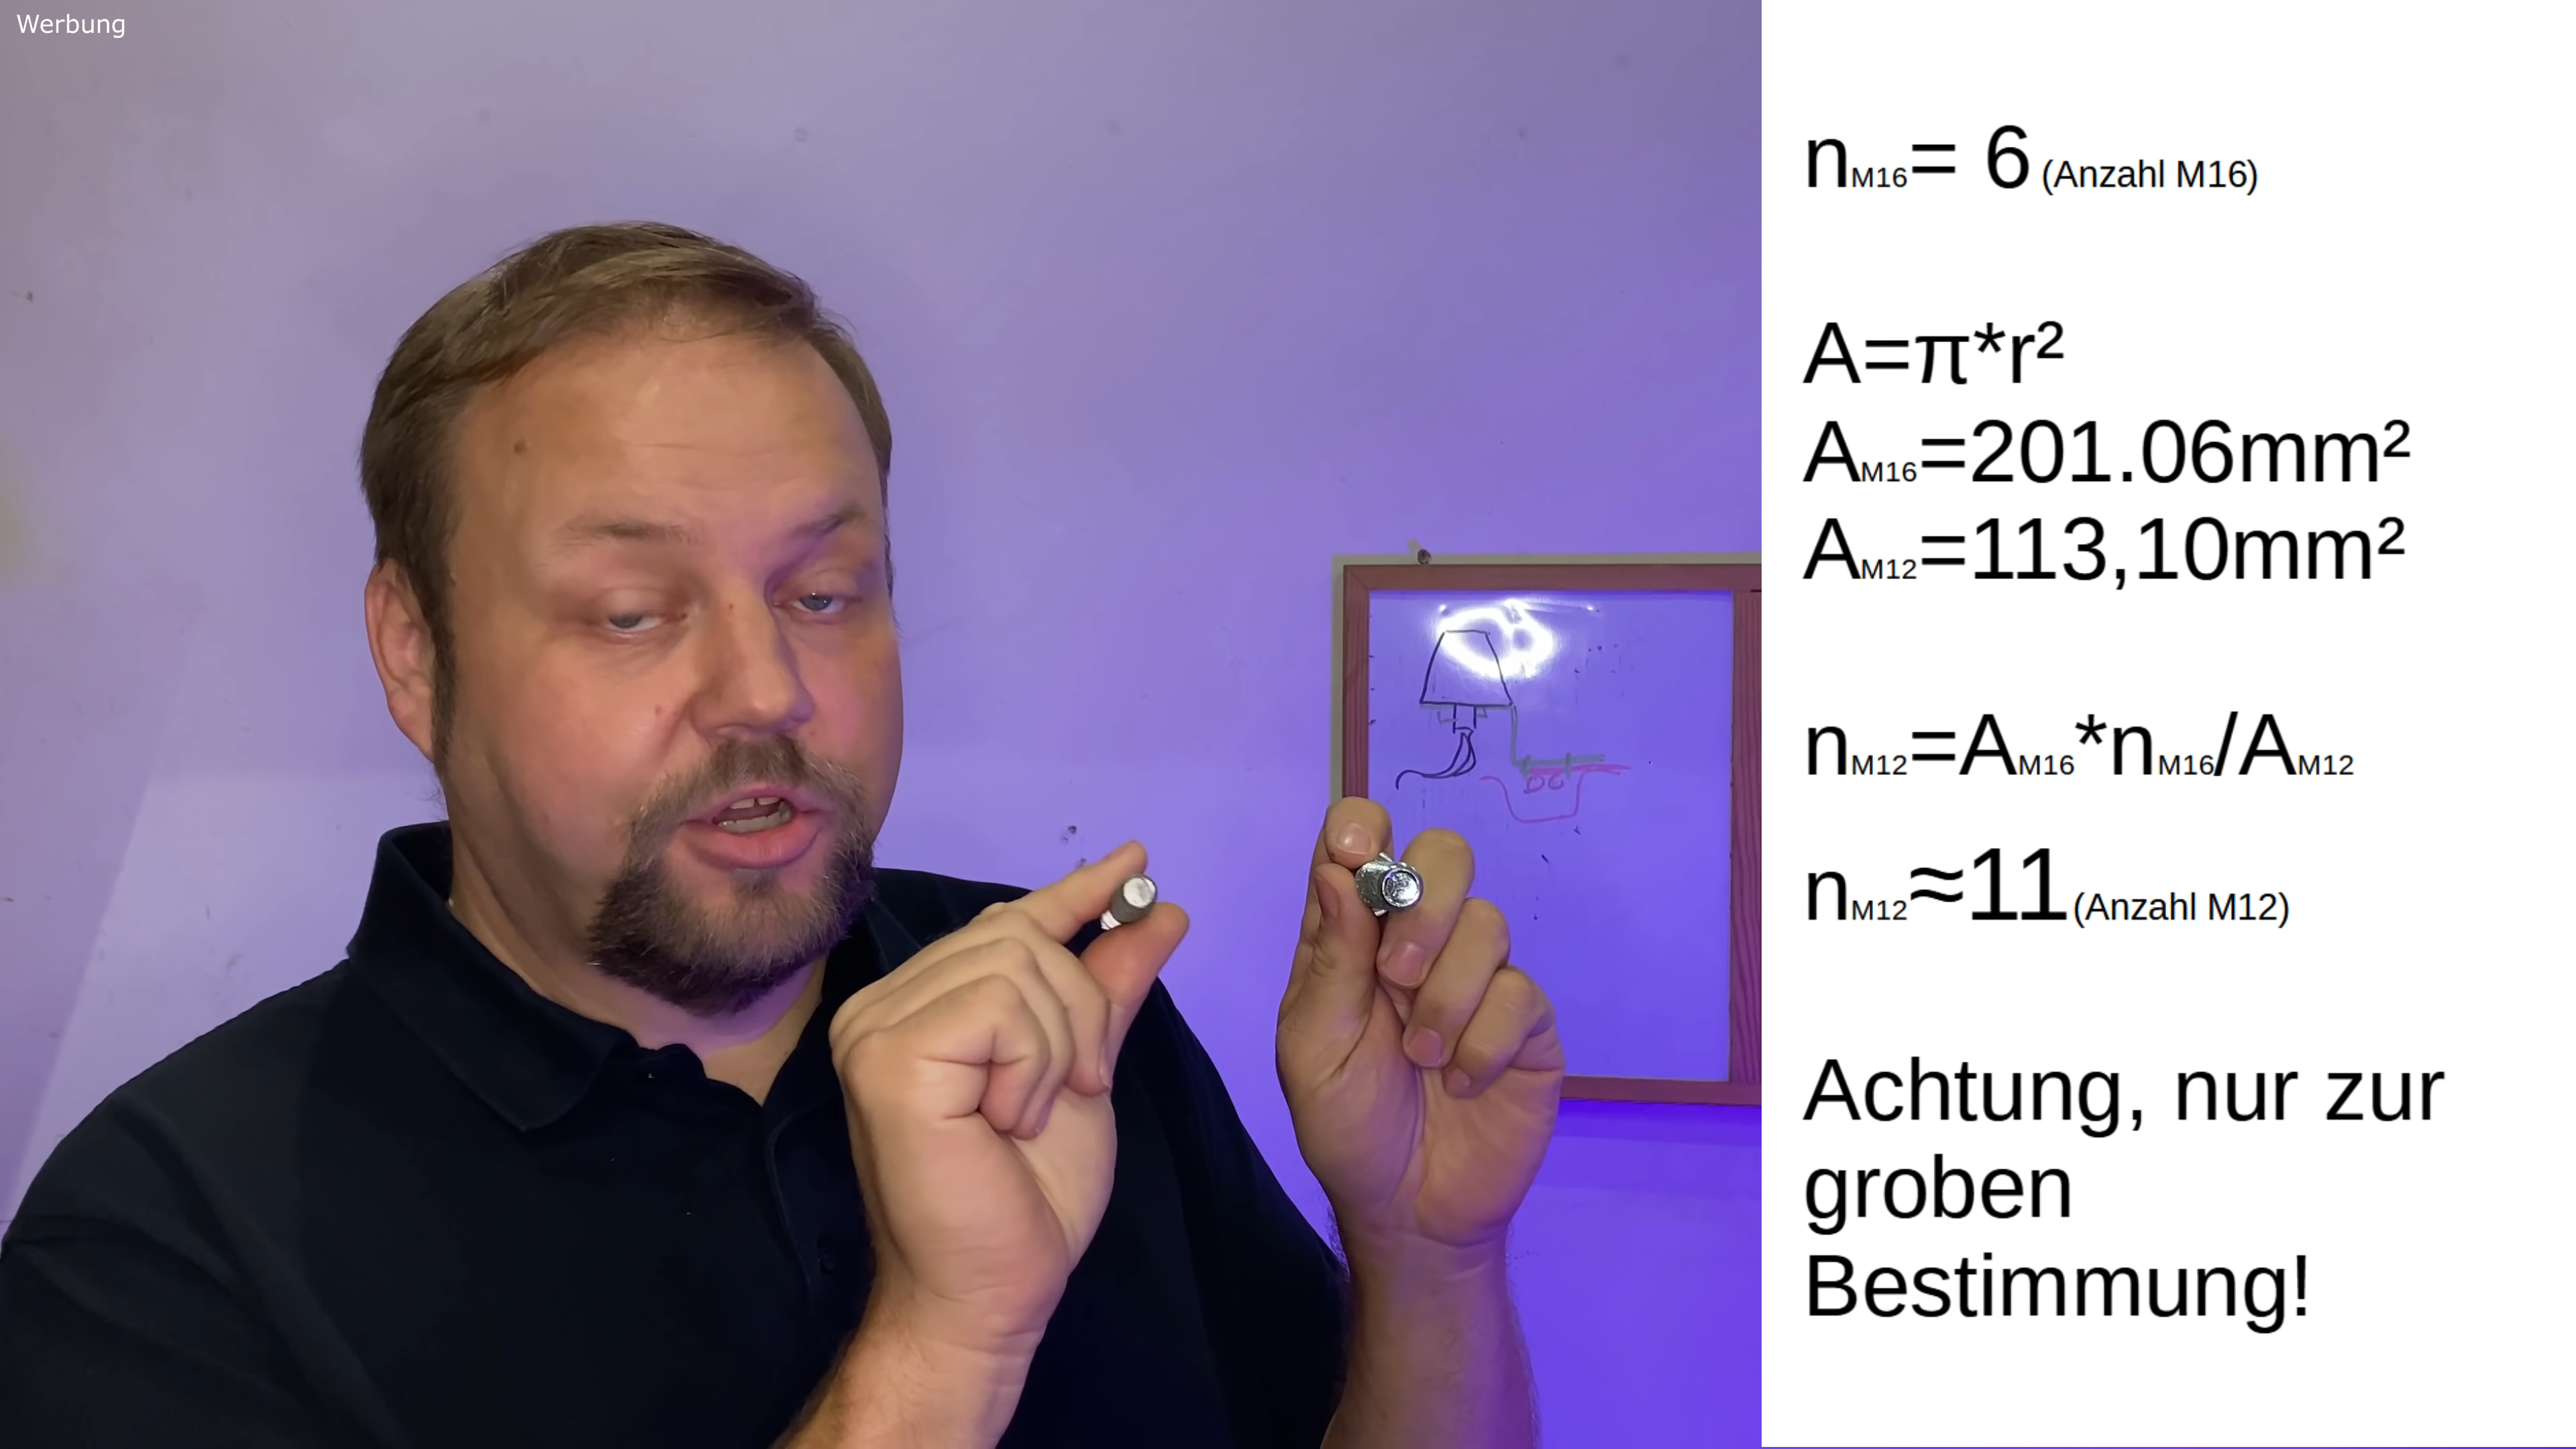 Werbung
nM16= 6 (Anzahl M16)
A=π*r²
AM16=201.06mm²
AM12=113,10mm²
nM12=AM16*nM16/AM12
nM12≈11(Anzahl M12)
Achtung, nur zur
groben
Bestimmung!
DG